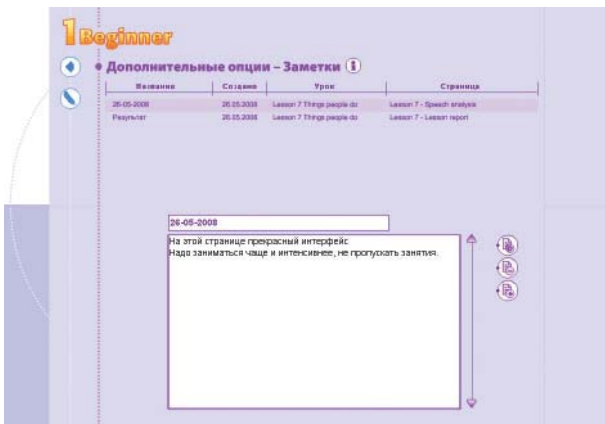 1 Beginner
Дополнительные опции – Заметки i
Название Создано Урок Страница
26-05-2008 26.05.2008 Lesson 7 Things people do Lesson 7 - Speech analysis
Результат 26.05.2008 Lesson 7 Things people do Lesson 7 - Lesson report
26-05-2008
На этой странице прекрасный интерфейс
Надо заниматься чаще и интенсивнее, не пропускать занятия.